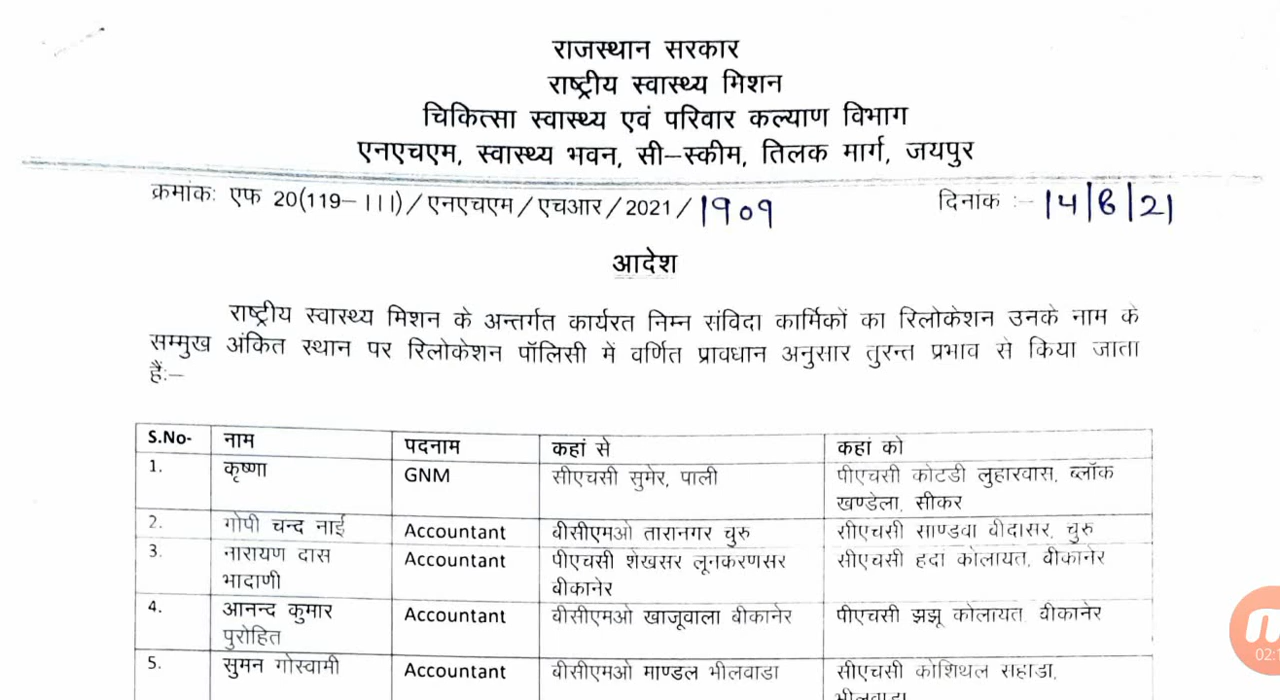 राजस्थान सरकार
राष्ट्रीय स्वास्थ्य मिशन
चिकित्सा स्वास्थ्य एवं परिवार कल्याण विभाग
एनएचएम, स्वास्थ्य भवन, सी–स्कीम, तिलक मार्ग, जयपुर
क्रमांकः एफ 20(119–III)/एनएचएम/एचआर/2021/1909 दिनांक :– 14/6/21
आदेश
राष्ट्रीय स्वास्थ्य मिशन के अन्तर्गत कार्यरत निम्न संविदा कार्मिकों का रिलोकेशन उनके नाम के
सम्मुख अंकित स्थान पर रिलोकेशन पॉलिसी में वर्णित प्रावधान अनुसार तुरन्त प्रभाव से किया जाता
हैं:–
S.No- नाम पदनाम कहां से कहां को
1. कृष्णा GNM सीएचसी सुमेर, पाली पीएचसी कोटडी लुहारवास, ब्लॉक
खण्डेला, सीकर
2. गोपी चन्द नाई Accountant बीसीएमओ तारानगर चुरु सीएचसी साण्डवा बीदासर, चुरु
3. नारायण दास Accountant पीएचसी शेखसर लूनकरणसर सीएचसी हदां कोलायत, बीकानेर
भादाणी बीकानेर
4. आनन्द कुमार Accountant बीसीएमओ खाजूवाला बीकानेर पीएचसी झझू कोलायत, बीकानेर
पुरोहित
5. सुमन गोस्वामी Accountant बीसीएमओ माण्डल भीलवाडा सीएचसी कोशिथल सहाडा,
भीलवाडा